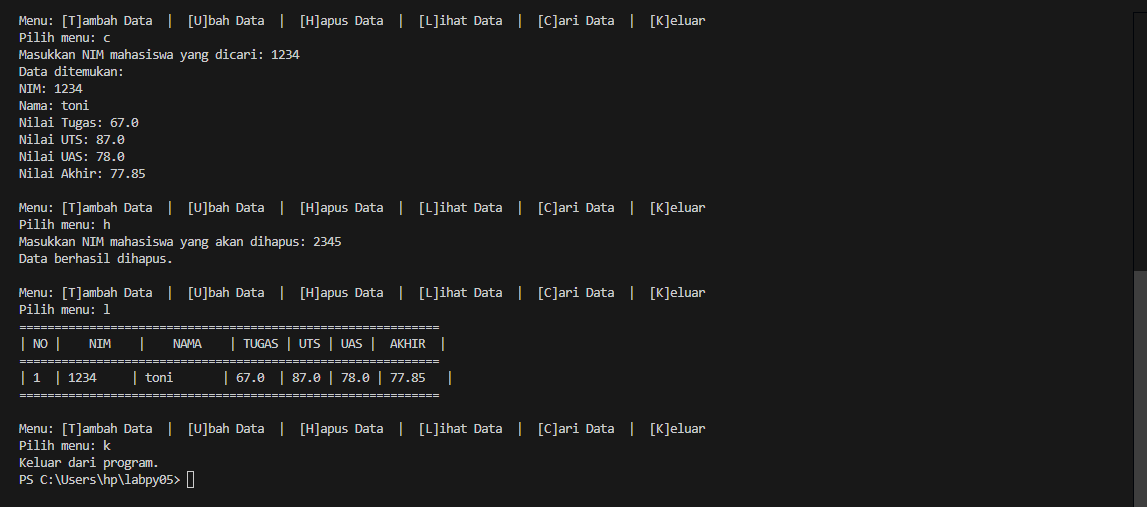 Menu: [T]ambah Data  |  [U]bah Data  |  [H]apus Data  |  [L]ihat Data  |  [C]ari Data  |  [K]eluar
Pilih menu: c
Masukkan NIM mahasiswa yang dicari: 1234
Data ditemukan:
NIM: 1234
Nama: toni
Nilai Tugas: 67.0
Nilai UTS: 87.0
Nilai UAS: 78.0
Nilai Akhir: 77.85
Menu: [T]ambah Data  |  [U]bah Data  |  [H]apus Data  |  [L]ihat Data  |  [C]ari Data  |  [K]eluar
Pilih menu: h
Masukkan NIM mahasiswa yang akan dihapus: 2345
Data berhasil dihapus.
Menu: [T]ambah Data  |  [U]bah Data  |  [H]apus Data  |  [L]ihat Data  |  [C]ari Data  |  [K]eluar
Pilih menu: l
============================================================
| NO |    NIM    |    NAMA    | TUGAS | UTS | UAS |  AKHIR  |
============================================================
| 1  | 1234     | toni       | 67.0  | 87.0 | 78.0 | 77.85   |
============================================================
Menu: [T]ambah Data  |  [U]bah Data  |  [H]apus Data  |  [L]ihat Data  |  [C]ari Data  |  [K]eluar
Pilih menu: k
Keluar dari program.
PS C:\Users\hp\labpy05>